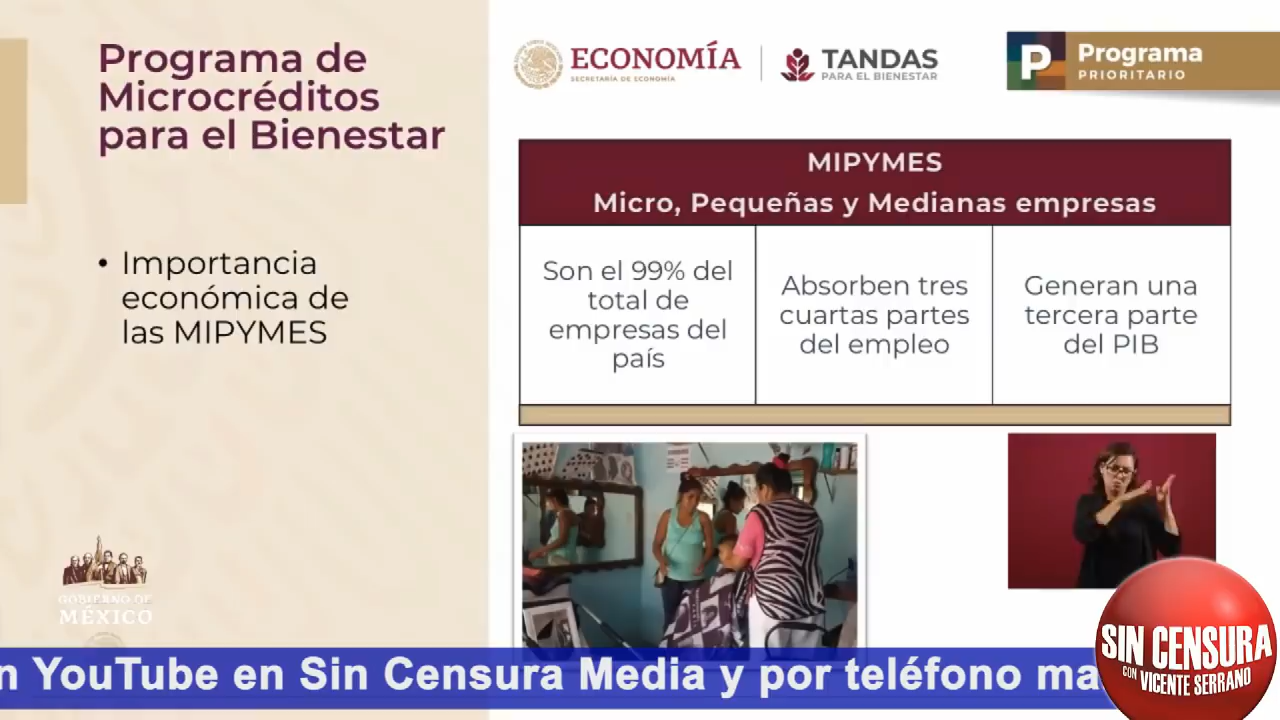 Programa de
Microcréditos
para el Bienestar
• Importancia
económica de
las MIPYMES
GOBIERNO DE
MÉXICO
ECONOMÍA
SECRETARÍA DE ECONOMÍA
TANDAS
PARA EL BIENESTAR
P
Programa
PRIORITARIO
MIPYMES
Micro, Pequeñas y Medianas empresas
Son el 99% del
total de
empresas del
país
Absorben tres
cuartas partes
del empleo
Generan una
tercera parte
del PIB
n YouTube en Sin Censura Media y por teléfono ma
SIN CENSURA
CON VICENTE SERRANO